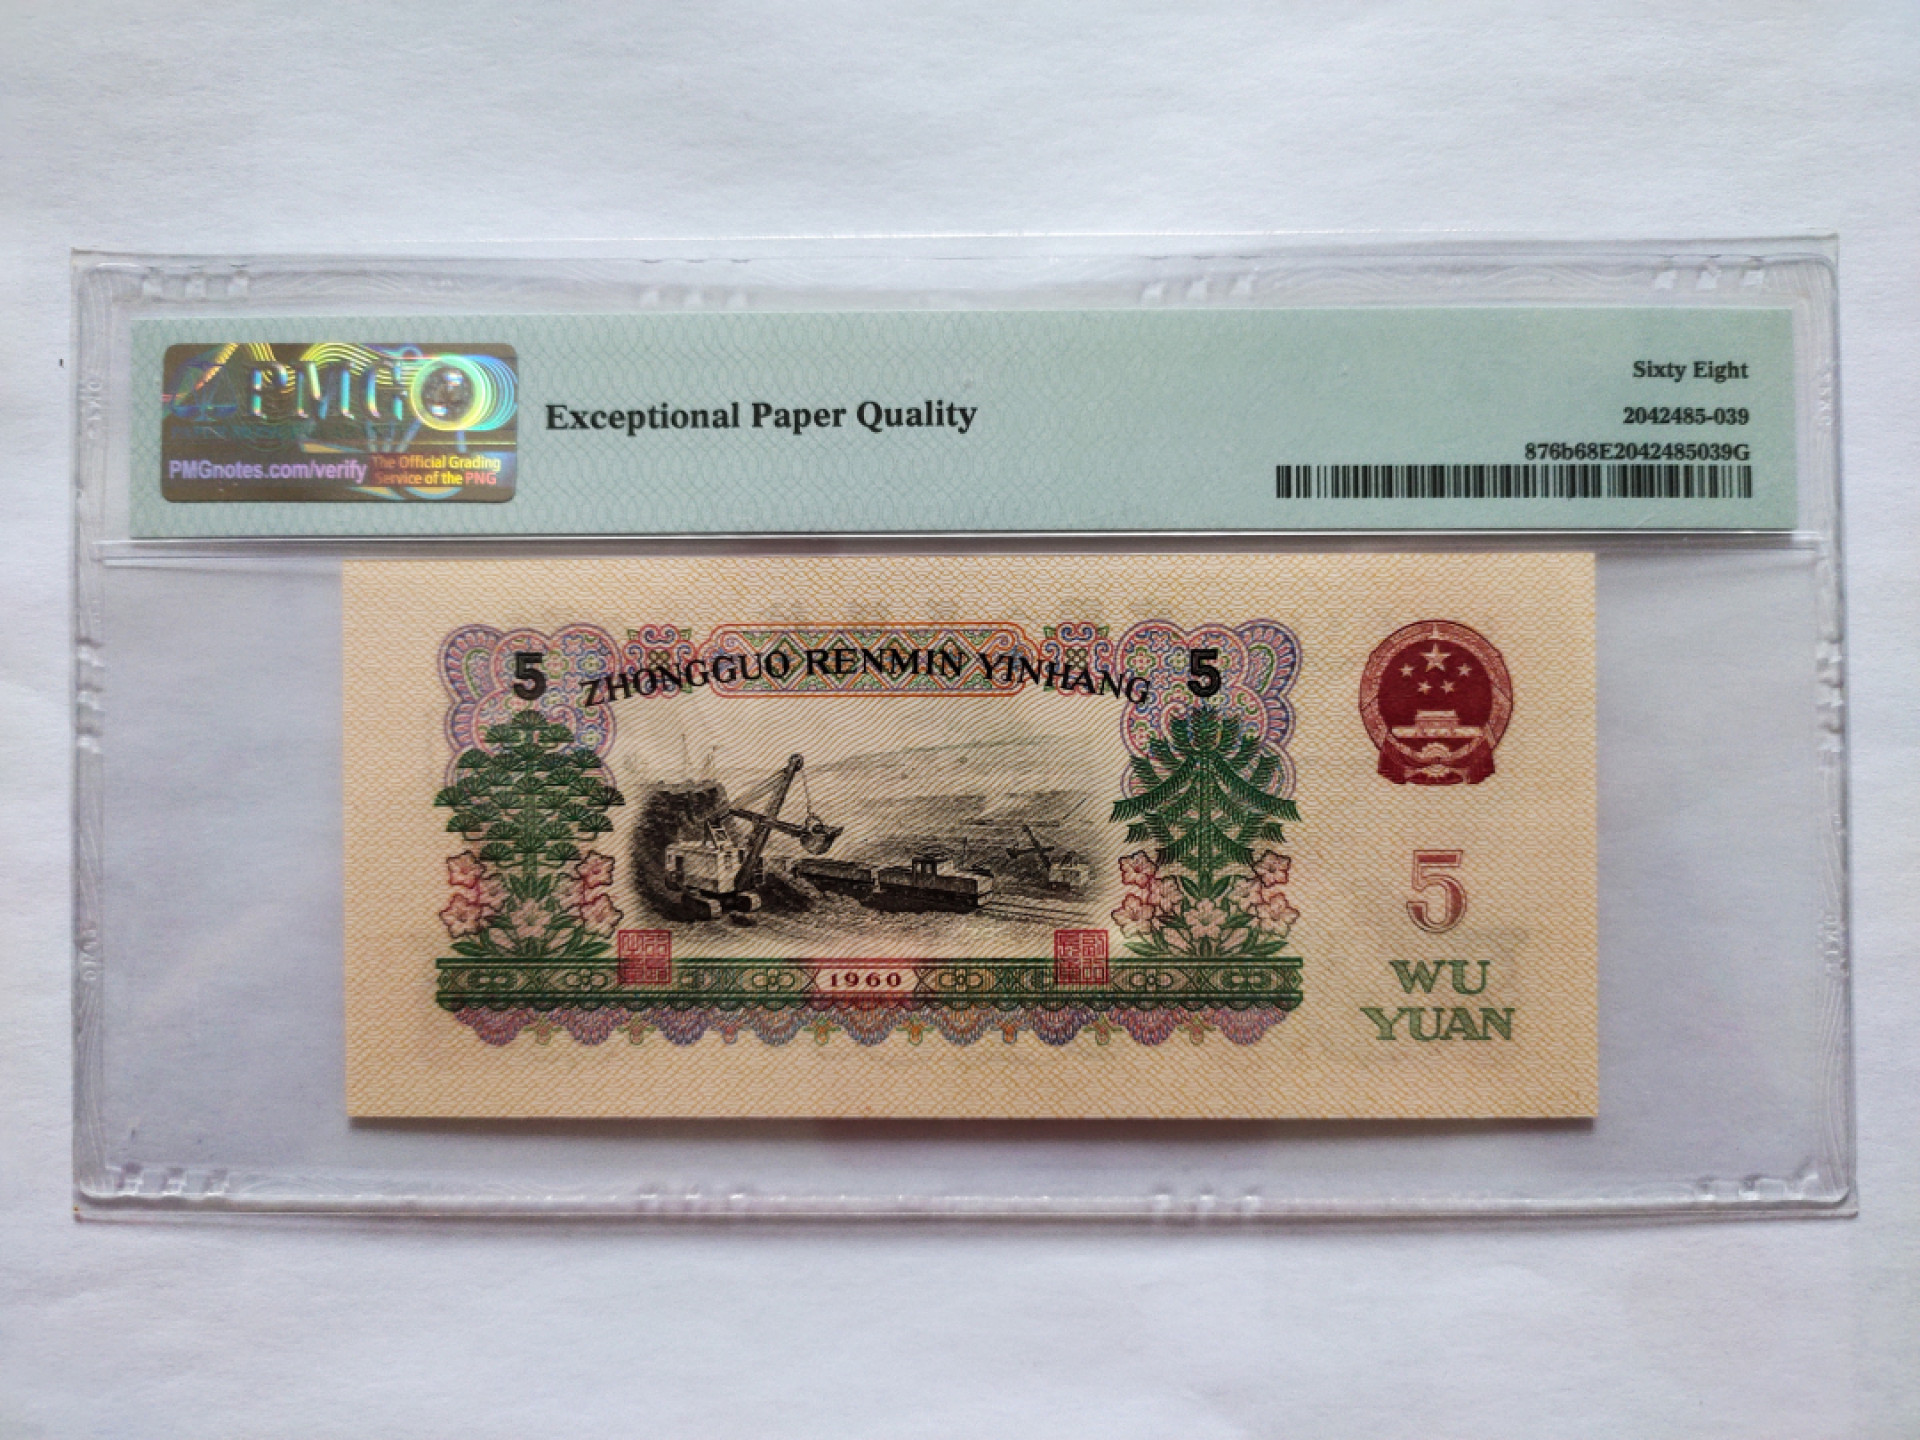 PMG
PMGnotes.com/verify
The Official Grading
Service of the PNG
Exceptional Paper Quality
Sixty Eight
2042485-039
876b68E2042485039G
5 ZHONGGUO RENMIN YINHANG 5
1960
5
WU
YUAN